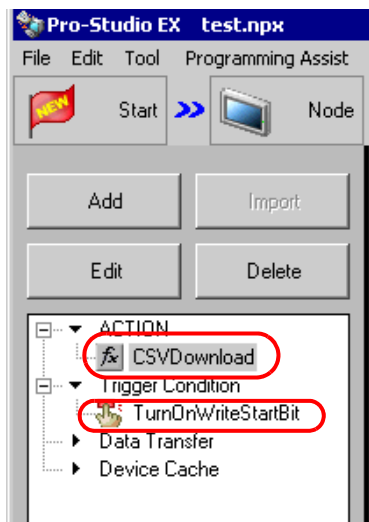 Pro-Studio EX test.npx
File Edit Tool Programming Assist
NEW Start Node
Add Import
Edit Delete
ACTION
fx CSVDownload
Trigger Condition
TurnOnWriteStartBit
Data Transfer
Device Cache